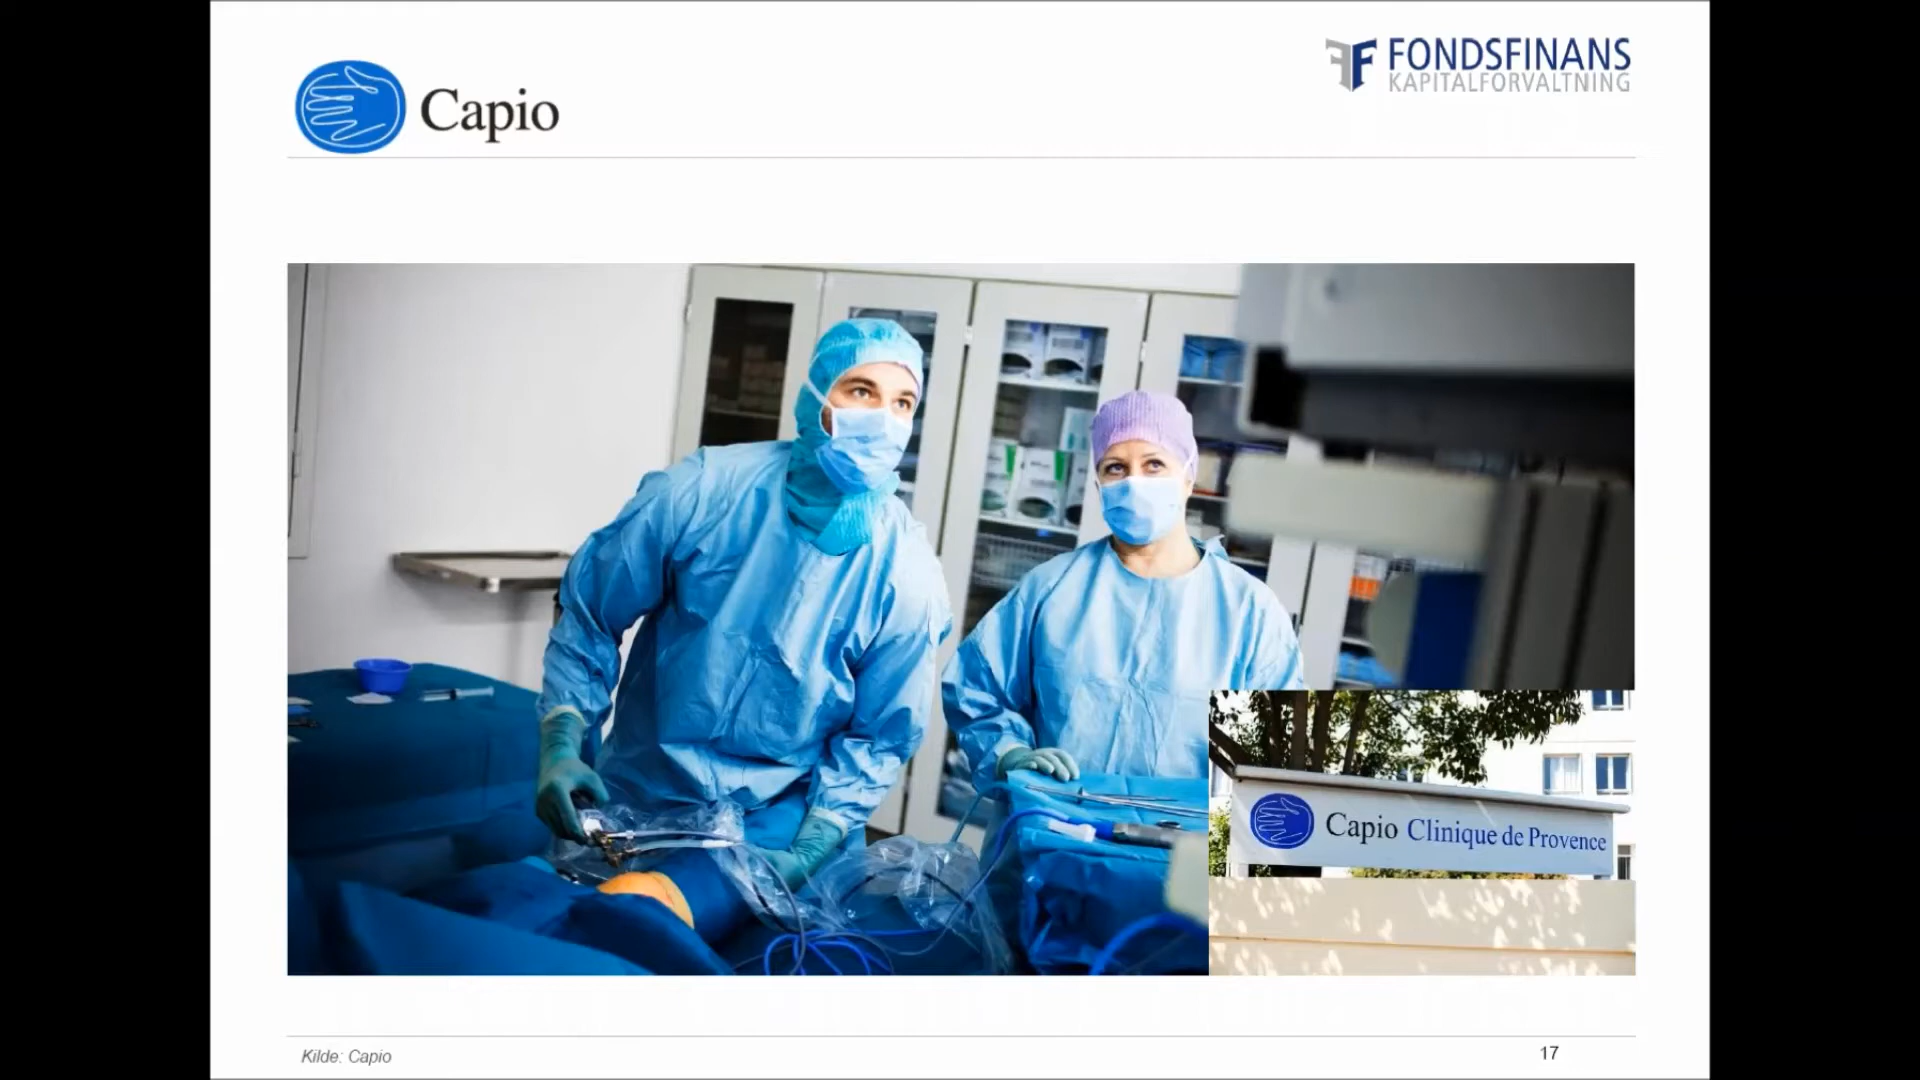 Capio
FONDSFINANS
KAPITALFORVALTNING
Capio Clinique de Provence
Kilde: Capio
17